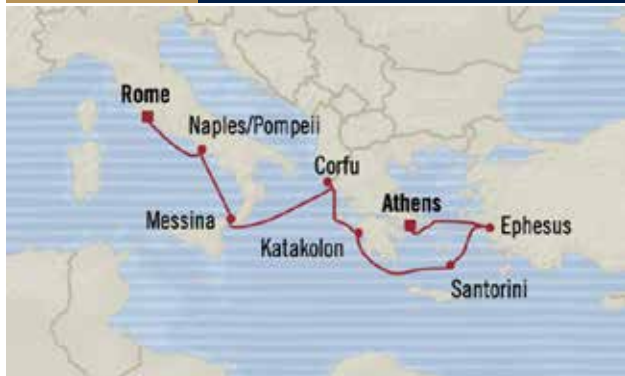 Rome
Naples/Pompeii
Corfu
Athens
Ephesus
Messina
Katakolon
Santorini